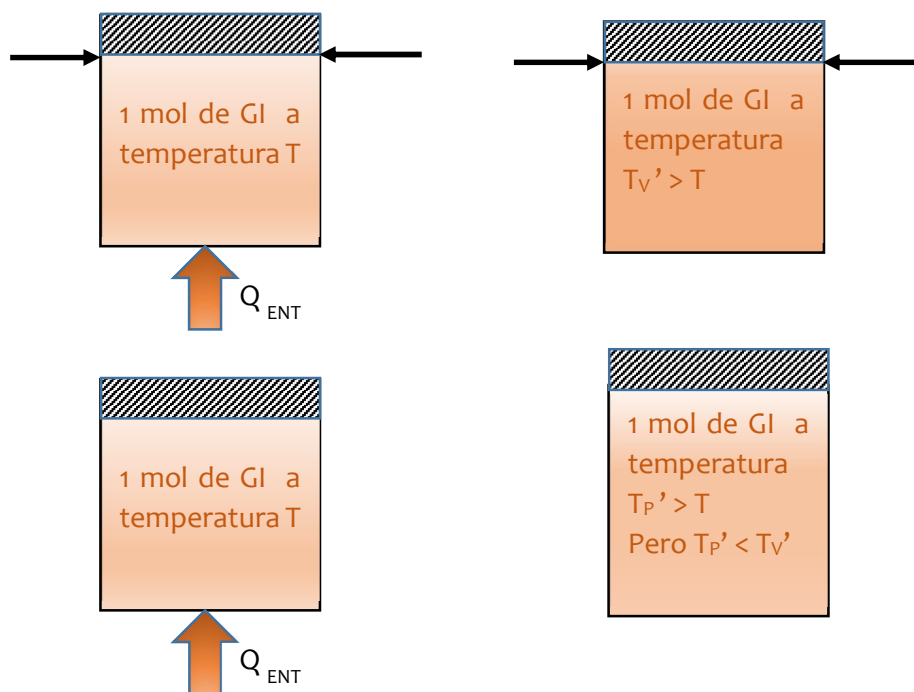 1 mol de GI a
temperatura T
Q ENT
1 mol de GI a
temperatura
Tv' > T
1 mol de GI a
temperatura T
Q ENT
1 mol de GI a
temperatura
TP' > T
Pero TP' < Tv'